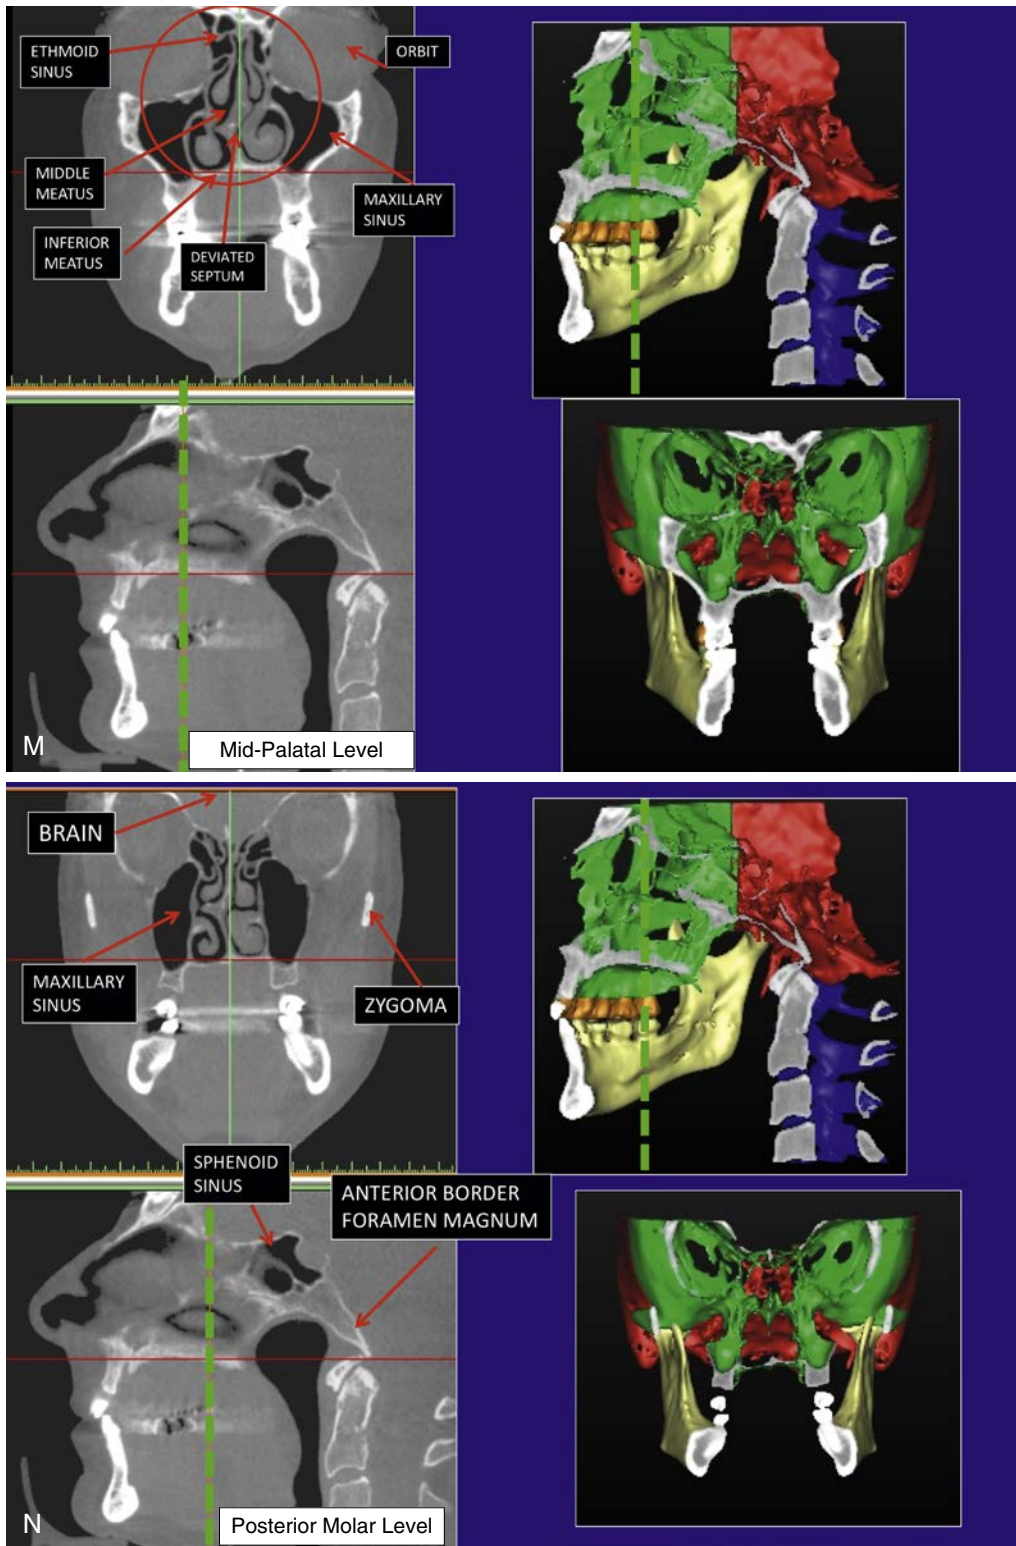 ETHMOID
SINUS
ORBIT
MIDDLE
MEATUS
MAXILLARY
SINUS
INFERIOR
MEATUS
DEVIATED
SEPTUM
M
Mid-Palatal Level
BRAIN
MAXILLARY
SINUS
ZYGOMA
SPHENOID
SINUS
ANTERIOR BORDER
FORAMEN MAGNUM
N
Posterior Molar Level